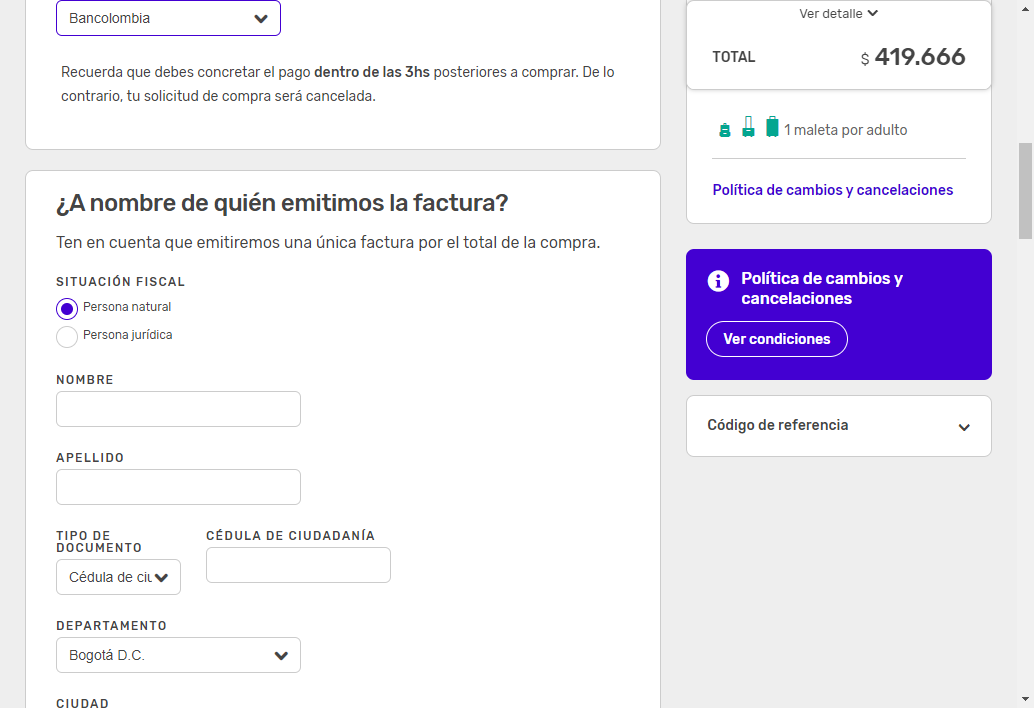 Bancolombia
Recuerda que debes concretar el pago dentro de las 3hs posteriores a comprar. De lo
contrario, tu solicitud de compra será cancelada.
¿A nombre de quién emitimos la factura?
Ten en cuenta que emitiremos una única factura por el total de la compra.
SITUACIÓN FISCAL
Persona natural
Persona jurídica
NOMBRE
APELLIDO
TIPO DE
DOCUMENTO
Cédula de ciu
CÉDULA DE CIUDADANÍA
DEPARTAMENTO
Bogotá D.C.
CIUDAD
Ver detalle
TOTAL
$ 419.666
1 maleta por adulto
Política de cambios y cancelaciones
Política de cambios y
cancelaciones
Ver condiciones
Código de referencia